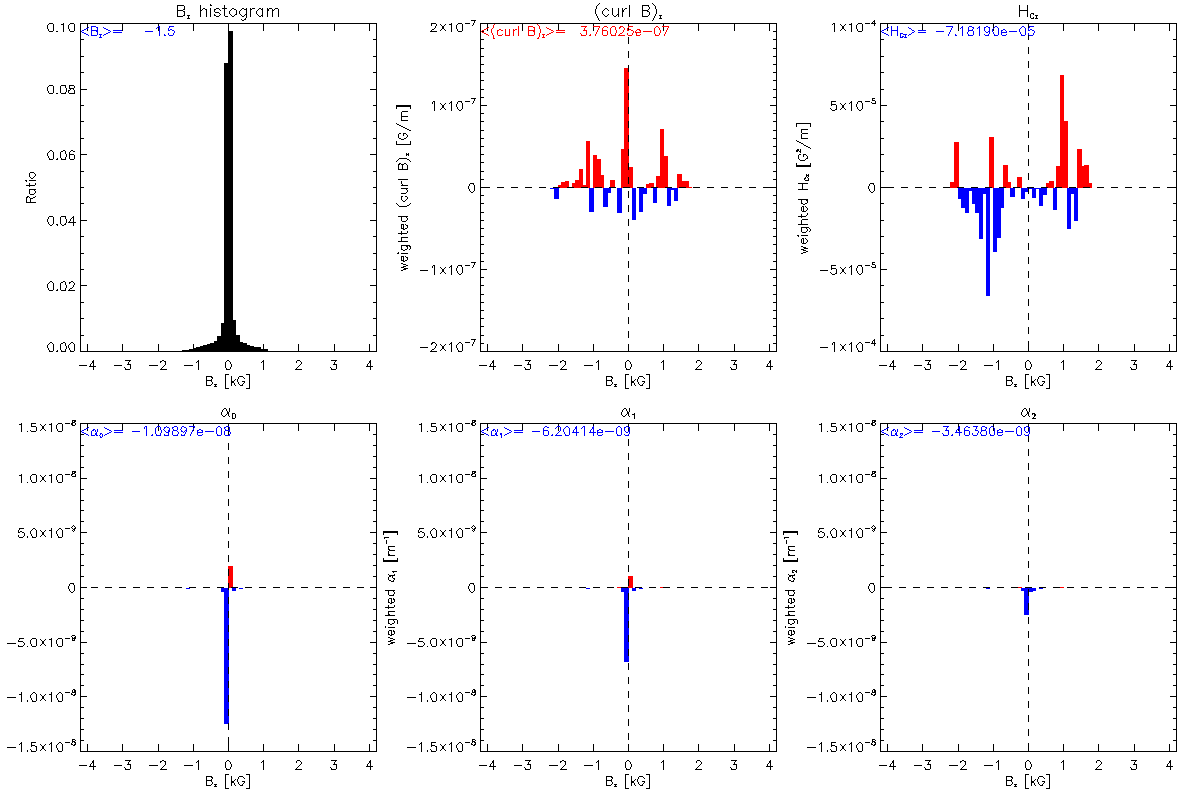 B_z histogram
<B_z>= -1.5
0.10
0.08
0.06
0.04
0.02
0.00
Ratio
-4 -3 -2 -1 0 1 2 3 4
B_z [kG]
(curl B)_z
<(curl B)_z>= 3.76025e-07
2×10⁻⁷
1×10⁻⁷
0
-1×10⁻⁷
-2×10⁻⁷
weighted (curl B)_z [G/m]
-4 -3 -2 -1 0 1 2 3 4
B_z [kG]
H_Cz
<H_Cz>= -7.18190e-05
1×10⁻⁴
5×10⁻⁵
0
-5×10⁻⁵
-1×10⁻⁴
weighted H_Cz [G²/m]
-4 -3 -2 -1 0 1 2 3 4
B_z [kG]
α₀
<α₀>= -1.09897e-08
1.5×10⁻⁸
1.0×10⁻⁸
5.0×10⁻⁹
0
-5.0×10⁻⁹
-1.0×10⁻⁸
-1.5×10⁻⁸
-4 -3 -2 -1 0 1 2 3 4
B_z [kG]
α₁
<α₁>= -6.20414e-09
1.5×10⁻⁸
1.0×10⁻⁸
5.0×10⁻⁹
0
-5.0×10⁻⁹
-1.0×10⁻⁸
-1.5×10⁻⁸
weighted α₁ [m⁻¹]
-4 -3 -2 -1 0 1 2 3 4
B_z [kG]
α₂
<α₂>= -3.46380e-09
1.5×10⁻⁸
1.0×10⁻⁸
5.0×10⁻⁹
0
-5.0×10⁻⁹
-1.0×10⁻⁸
-1.5×10⁻⁸
weighted α₂ [m⁻¹]
-4 -3 -2 -1 0 1 2 3 4
B_z [kG]